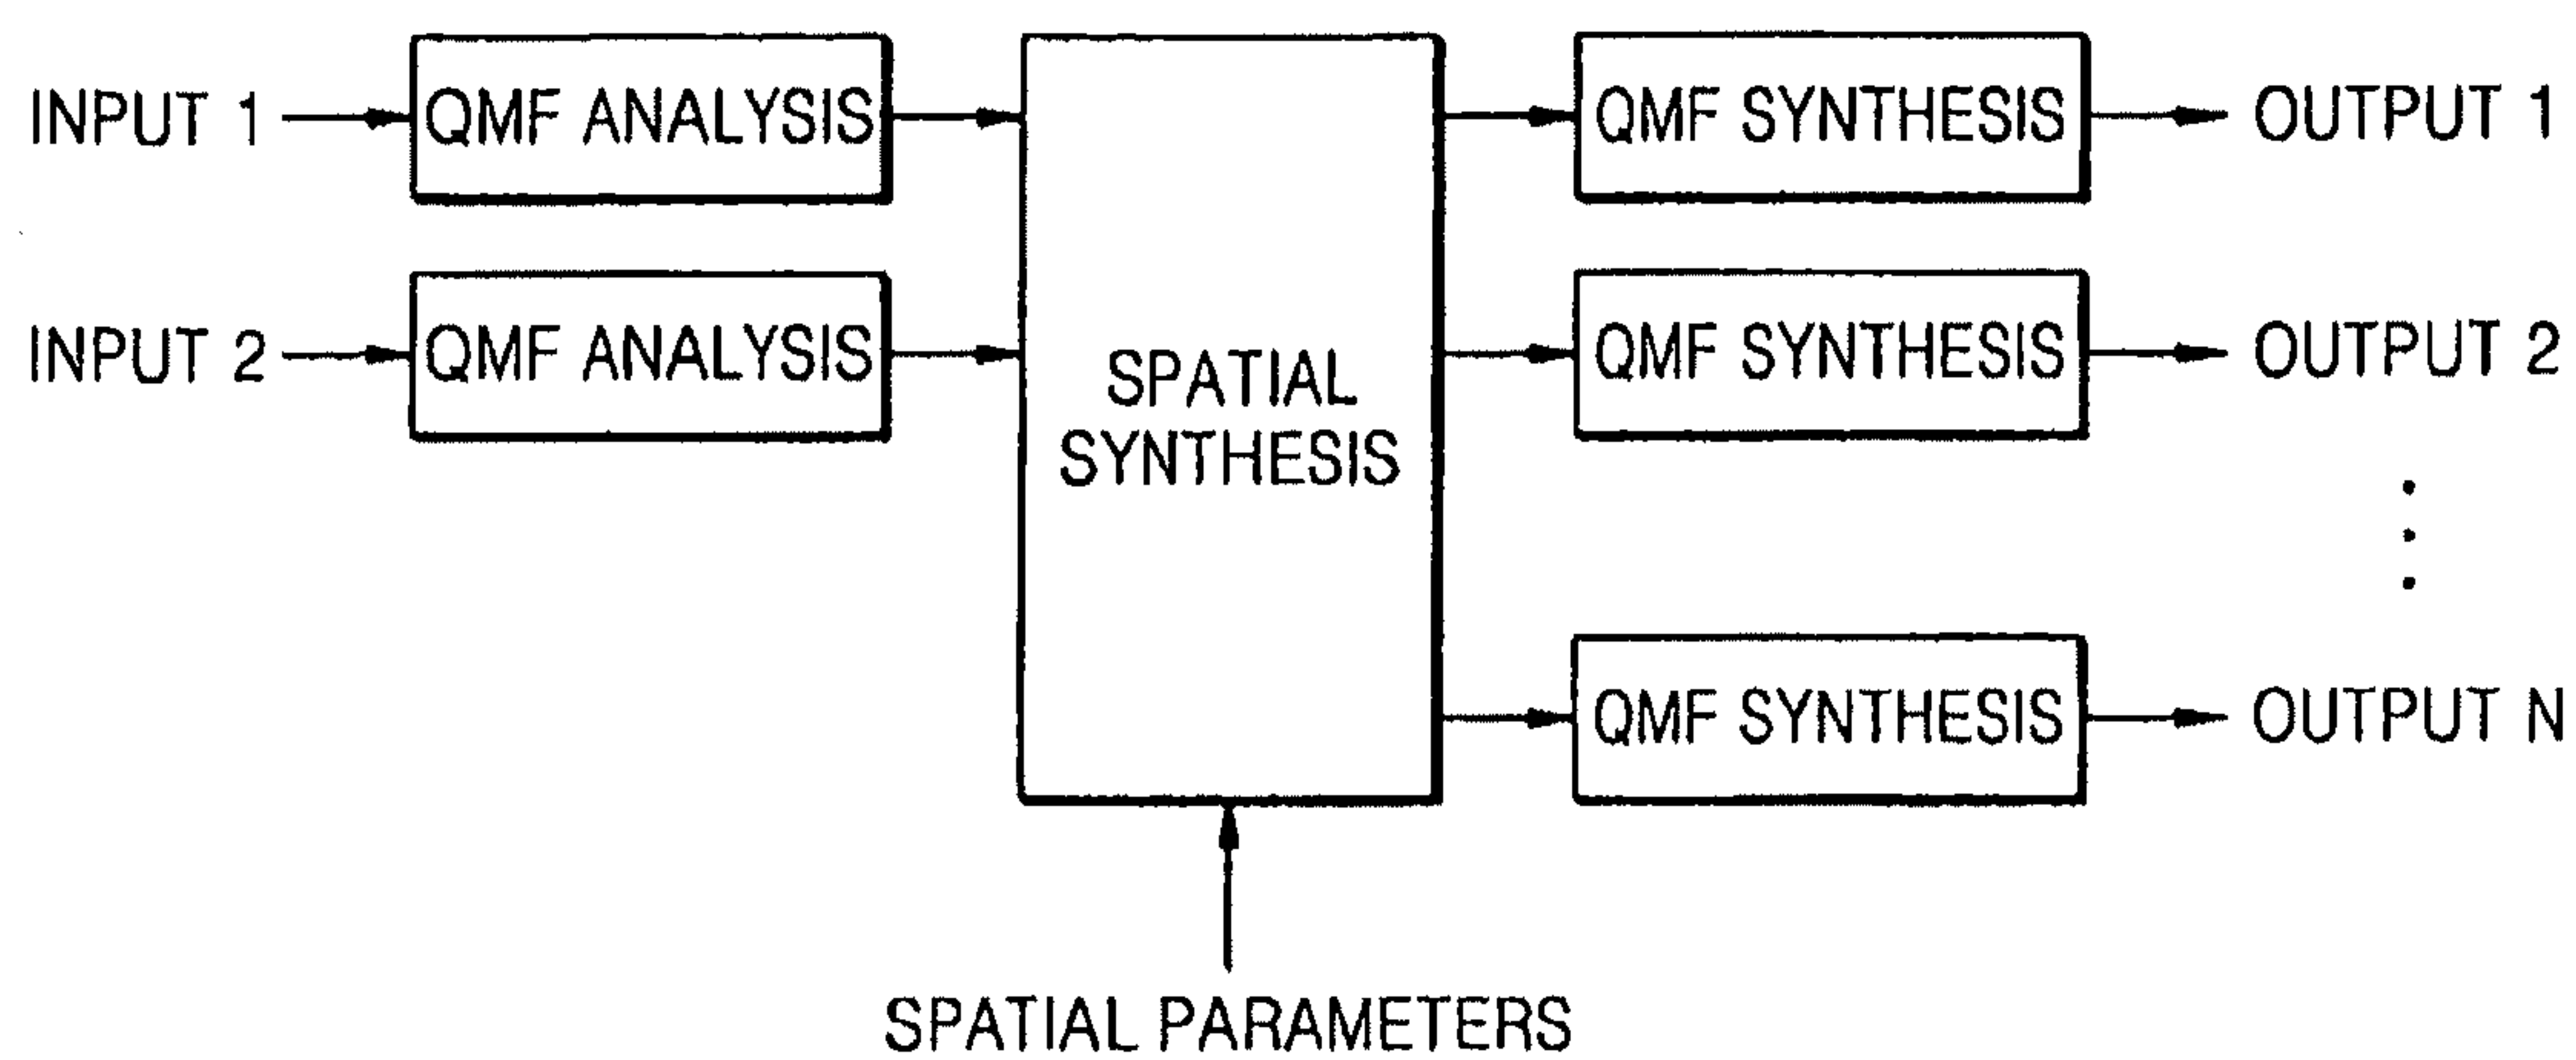 INPUT 1
QMF ANALYSIS
QMF SYNTHESIS
OUTPUT 1
INPUT 2
QMF ANALYSIS
SPATIAL
SYNTHESIS
QMF SYNTHESIS
OUTPUT 2
QMF SYNTHESIS
OUTPUT N
SPATIAL PARAMETERS